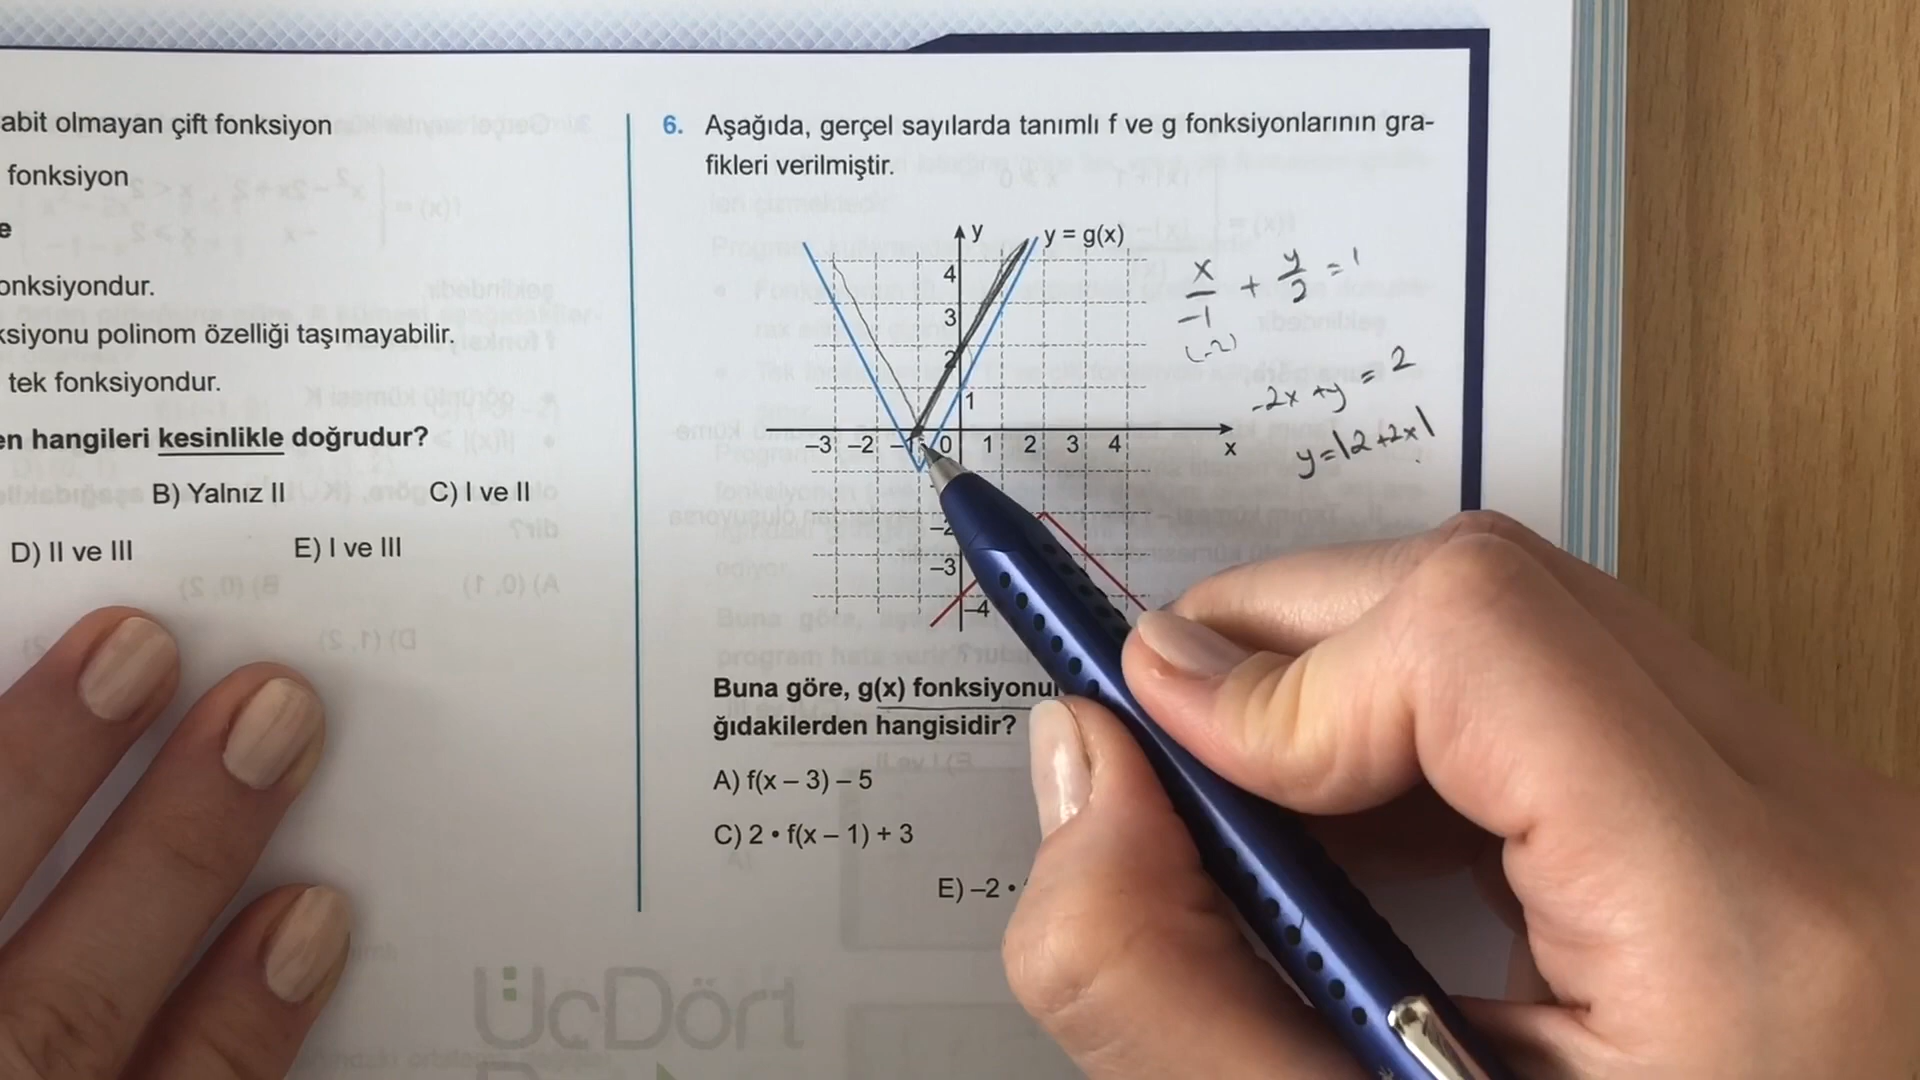 abit olmayan çift fonksiyon
fonksiyon
e
onksiyondur.
ksiyonu polinom özelliği taşımayabilir.
tek fonksiyondur.
en hangileri kesinlikle doğrudur?
B) Yalnız II
C) I ve II
D) II ve III
E) I ve III
6. Aşağıda, gerçel sayılarda tanımlı f ve g fonksiyonlarının gra-
fikleri verilmiştir.
y
y = g(x)
4
3
2
1
–3 –2 –1 0 1 2 3 4
x
–2
–3
–4
x/-1 + y/2 = 1
(-2)
-2x + y = 2
y = |2+2x|
Buna göre, g(x) fonksiyonu
ğıdakilerden hangisidir?
A) f(x – 3) – 5
C) 2 • f(x – 1) + 3
E) –2 •
ÜçDört